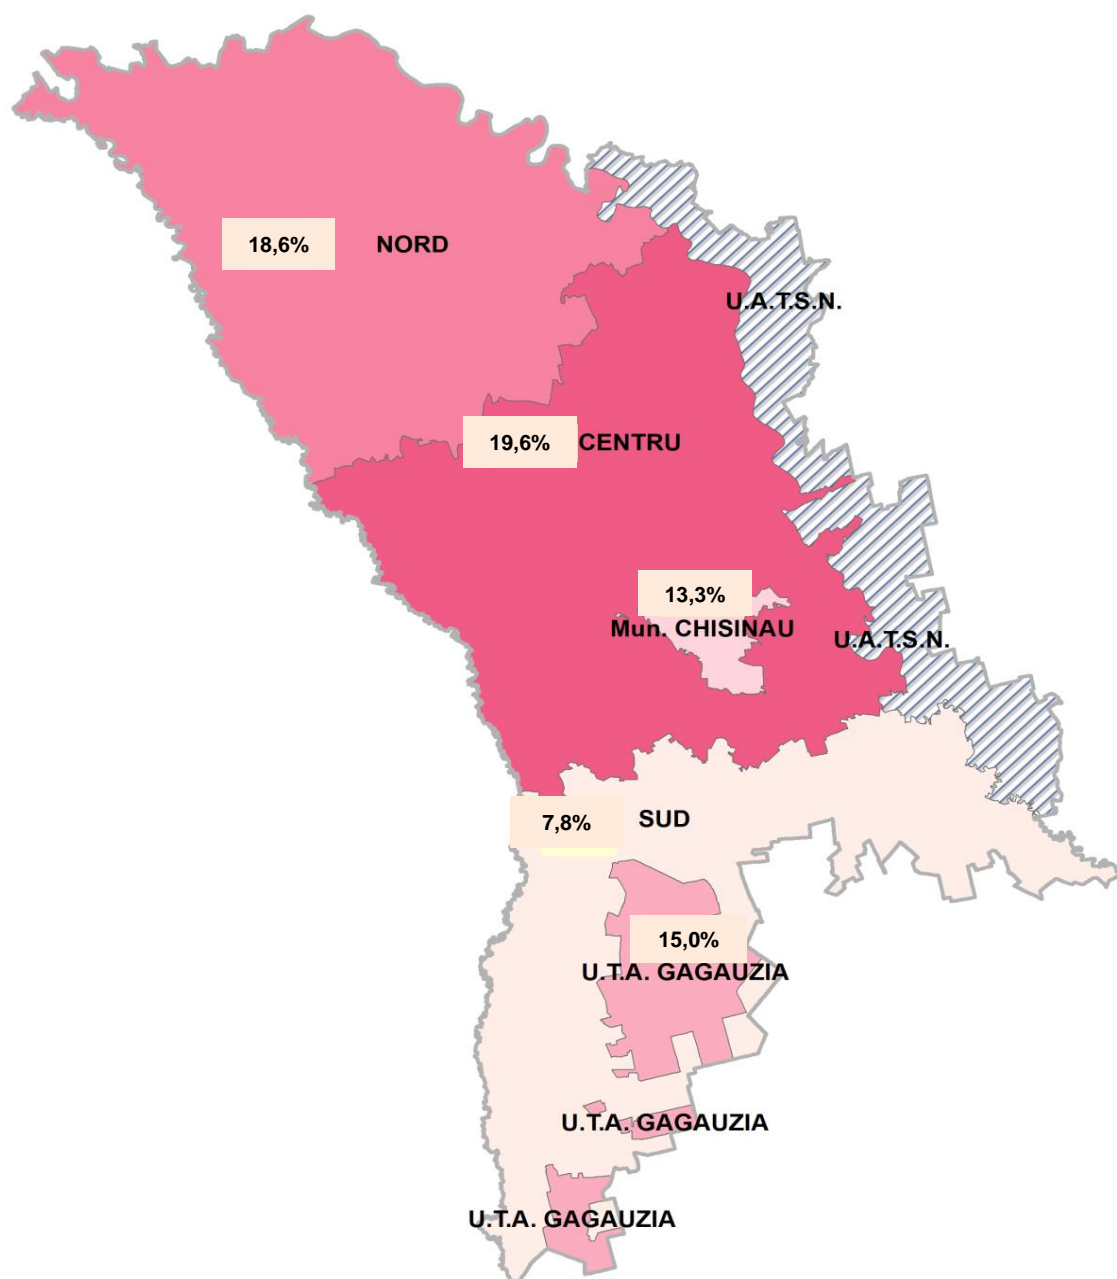 18,6%
NORD
U.A.T.S.N.
19,6%
CENTRU
13,3%
Mun. CHISINAU
U.A.T.S.N.
7,8%
SUD
15,0%
U.T.A. GAGAUZIA
U.T.A. GAGAUZIA
U.T.A. GAGAUZIA